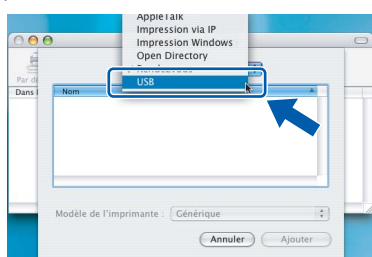 AppleTalk
Impression via IP
Impression Windows
Open Directory
USB
Par dé
Dans l
Nom
Modèle de l'imprimante : Générique
Annuler Ajouter